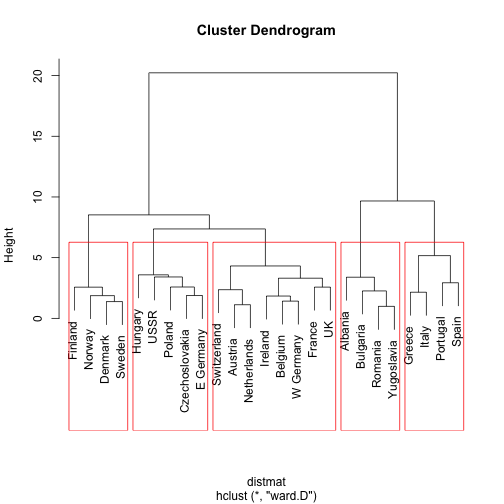 Cluster Dendrogram
Height
20
15
10
5
0
Finland
Norway
Denmark
Sweden
Hungary
USSR
Poland
Czechoslovakia
E Germany
Switzerland
Austria
Netherlands
Ireland
Belgium
W Germany
France
UK
Albania
Bulgaria
Romania
Yugoslavia
Greece
Italy
Portugal
Spain
distmat
hclust (*, "ward.D")